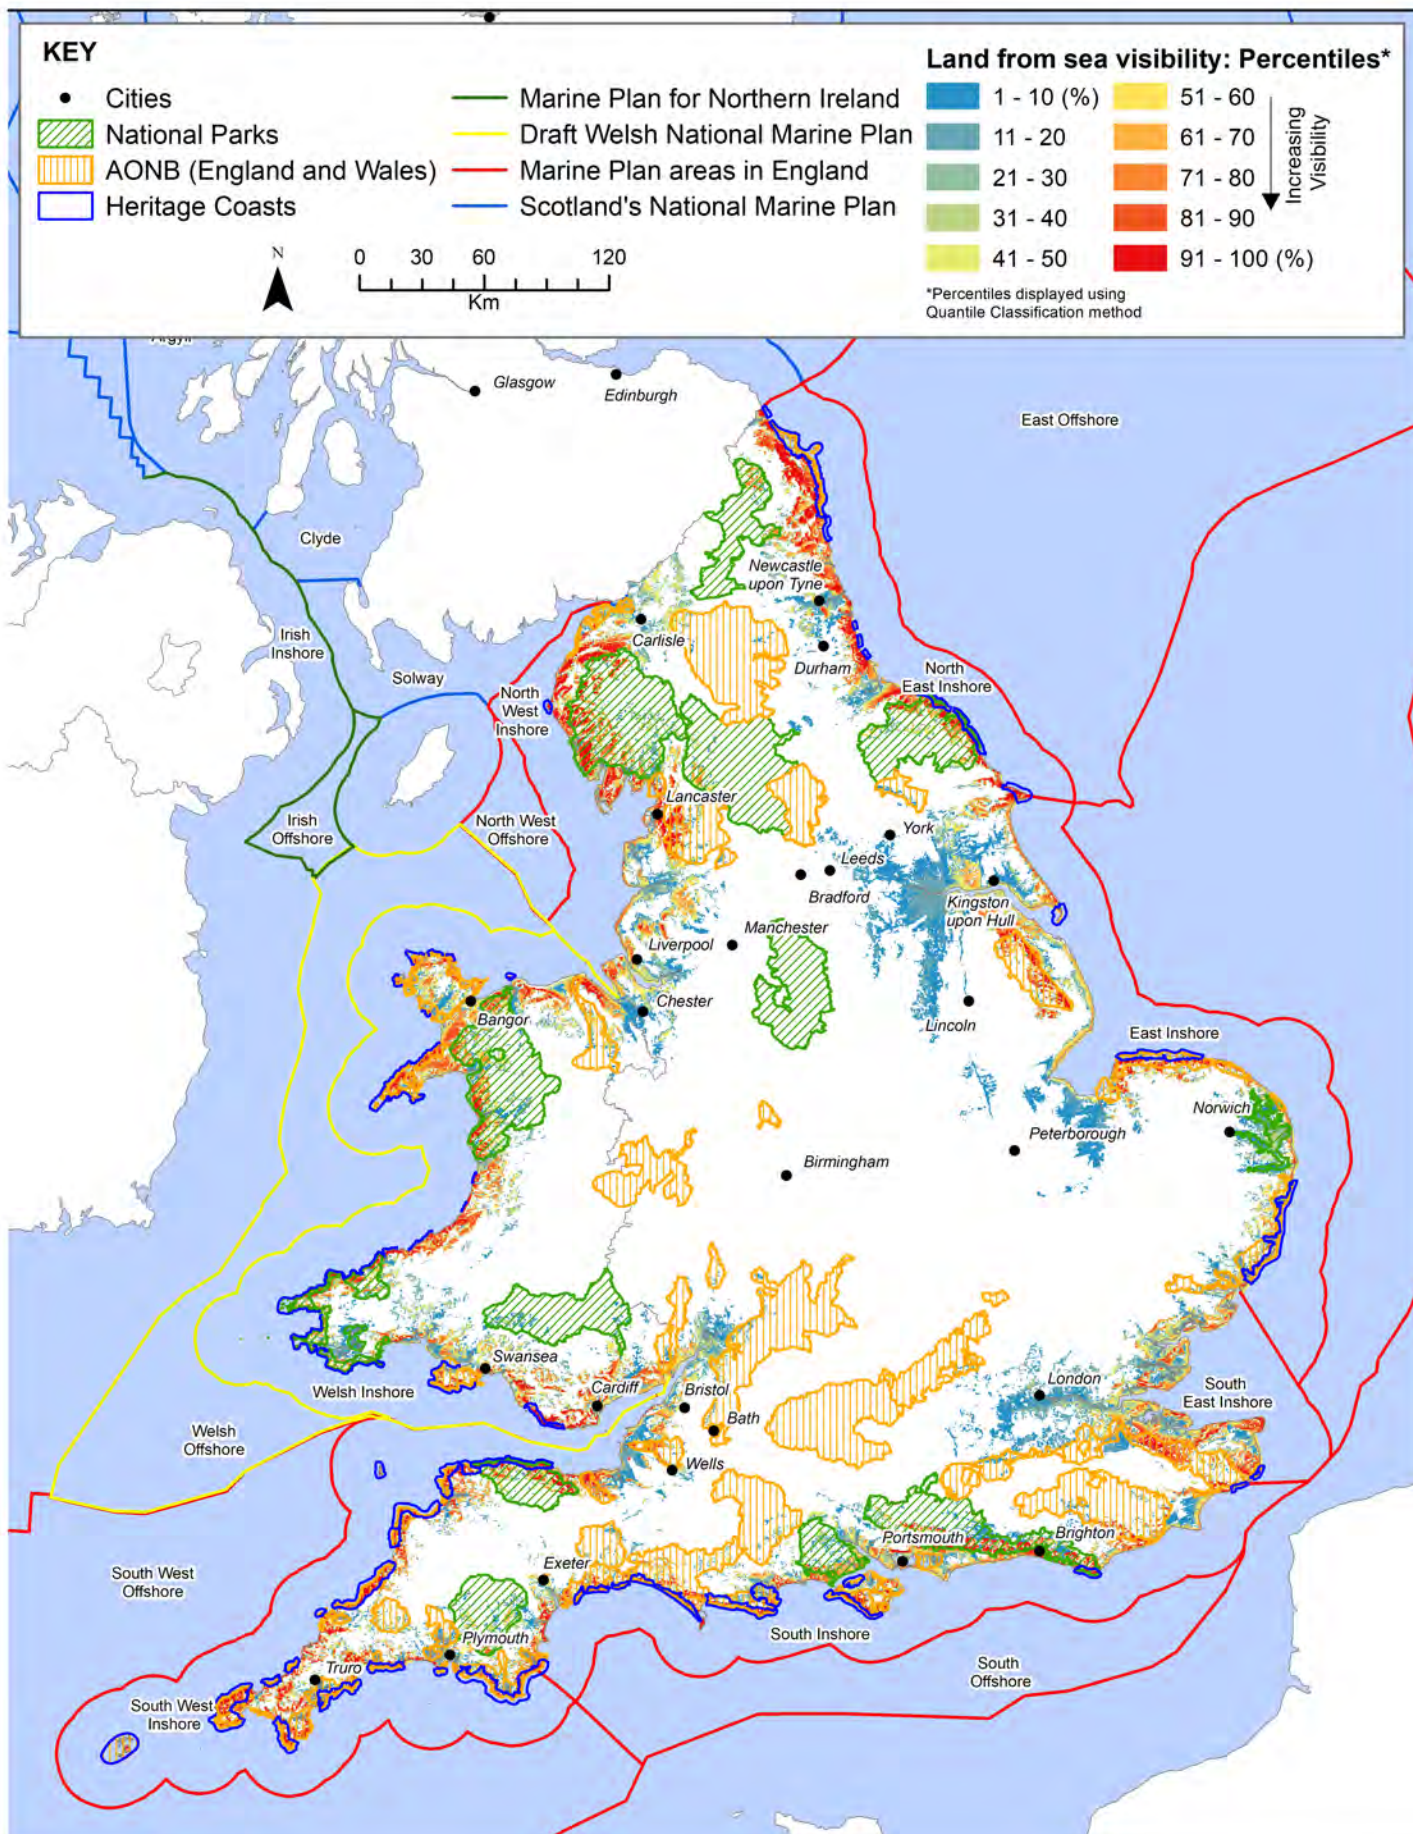 KEY
Cities
National Parks
AONB (England and Wales)
Heritage Coasts
Marine Plan for Northern Ireland
Draft Welsh National Marine Plan
Marine Plan areas in England
Scotland's National Marine Plan
N
0 30 60 120
Km
Land from sea visibility: Percentiles*
1 - 10 (%)
11 - 20
21 - 30
31 - 40
41 - 50
51 - 60
61 - 70
71 - 80
81 - 90
91 - 100 (%)
Increasing
Visibility
*Percentiles displayed using
Quantile Classification method
Argyll
Glasgow
Edinburgh
East Offshore
Clyde
Newcastle
upon Tyne
Irish
Inshore
Carlisle
Durham
Solway
North
West
Inshore
North
East Inshore
Lancaster
Irish
Offshore
North West
Offshore
York
Leeds
Bradford
Kingston
upon Hull
Manchester
Liverpool
Chester
Bangor
Lincoln
East Inshore
Norwich
Peterborough
Birmingham
Swansea
Welsh Inshore
Cardiff
Bristol
London
South
East Inshore
Welsh
Offshore
Bath
Wells
Portsmouth
Brighton
South West
Offshore
Exeter
Plymouth
South Inshore
Truro
South
Offshore
South West
Inshore